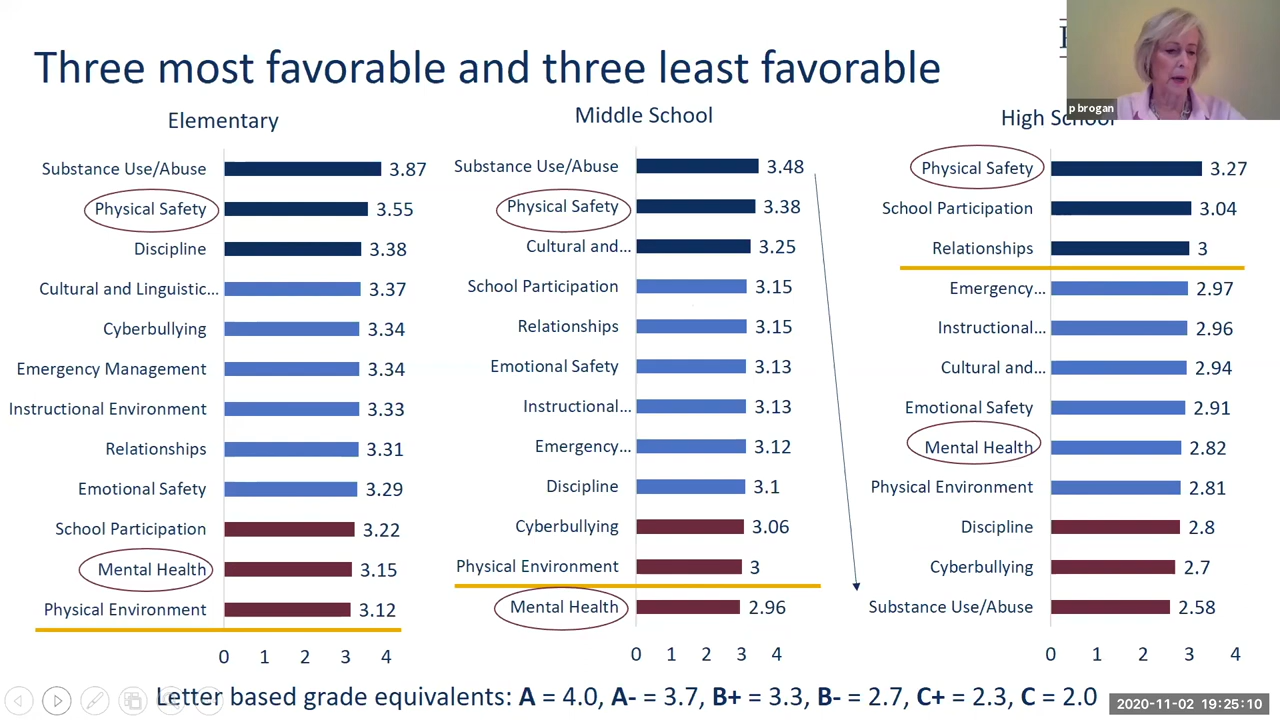 Three most favorable and three least favorable
p brogan
Elementary
Substance Use/Abuse 3.87
Physical Safety 3.55
Discipline 3.38
Cultural and Linguistic... 3.37
Cyberbullying 3.34
Emergency Management 3.34
Instructional Environment 3.33
Relationships 3.31
Emotional Safety 3.29
School Participation 3.22
Mental Health 3.15
Physical Environment 3.12
0 1 2 3 4
Middle School
Substance Use/Abuse 3.48
Physical Safety 3.38
Cultural and... 3.25
School Participation 3.15
Relationships 3.15
Emotional Safety 3.13
Instructional... 3.13
Emergency... 3.12
Discipline 3.1
Cyberbullying 3.06
Physical Environment 3
Mental Health 2.96
0 1 2 3 4
High School
Physical Safety 3.27
School Participation 3.04
Relationships 3
Emergency... 2.97
Instructional... 2.96
Cultural and... 2.94
Emotional Safety 2.91
Mental Health 2.82
Physical Environment 2.81
Discipline 2.8
Cyberbullying 2.7
Substance Use/Abuse 2.58
0 1 2 3 4
Letter based grade equivalents: A = 4.0, A- = 3.7, B+ = 3.3, B- = 2.7, C+ = 2.3, C = 2.0
2020-11-02 19:25:10